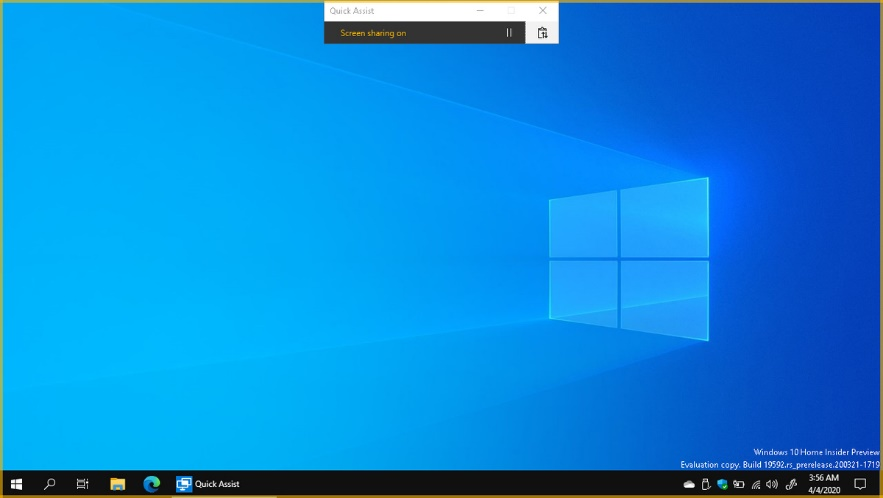 Quick Assist
Screen sharing on
Windows 10 Home Insider Preview
Evaluation copy. Build 19592.rs_prerelease.200321-1719
Quick Assist
3:56 AM
4/4/2020